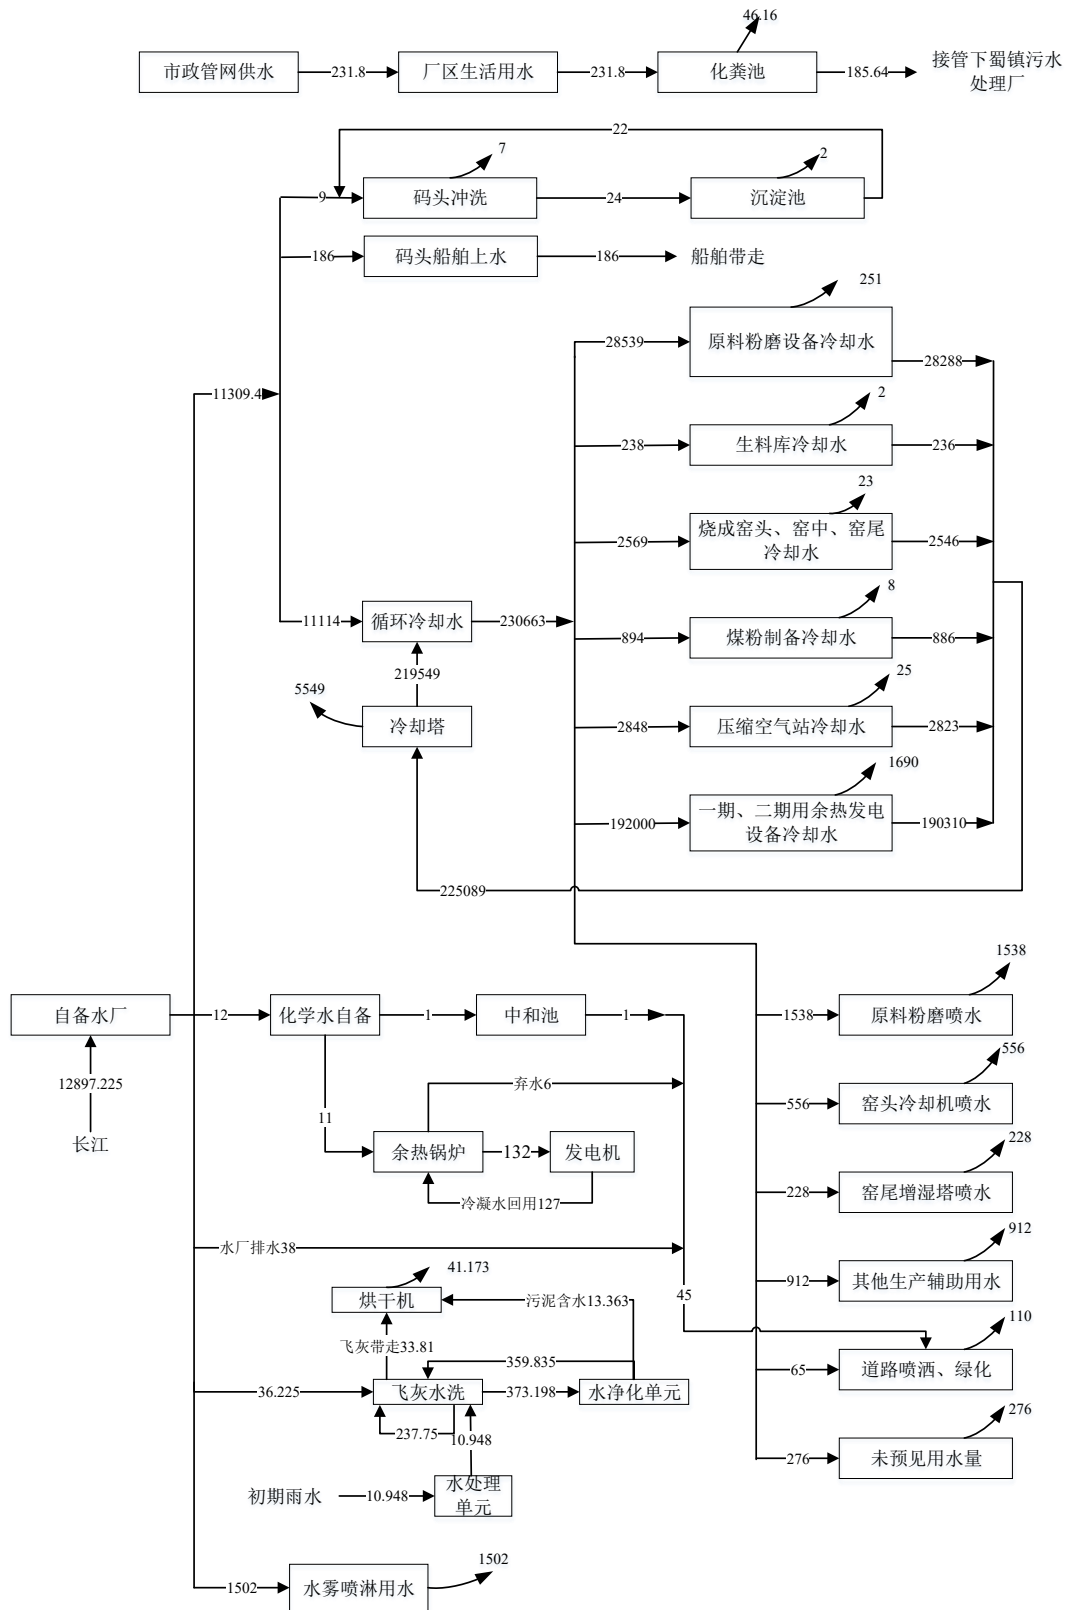 46.16
市政管网供水
231.8
厂区生活用水
231.8
化粪池
185.64
接管下蜀镇污水
处理厂
22
7
2
9
码头冲洗
24
沉淀池
186
码头船舶上水
186
船舶带走
251
28539
原料粉磨设备冷却水
28288
11309.4
2
238
生料库冷却水
236
23
2569
烧成窑头、窑中、窑尾
冷却水
2546
8
11114
循环冷却水
230663
894
煤粉制备冷却水
886
219549
25
5549
冷却塔
2848
压缩空气站冷却水
2823
1690
192000
一期、二期用余热发电
设备冷却水
190310
225089
1538
自备水厂
12
化学水自备
1
中和池
1
1538
原料粉磨喷水
12897.225
长江
556
弃水6
556
窑头冷却机喷水
11
余热锅炉
132
发电机
228
冷凝水回用127
228
窑尾增湿塔喷水
912
水厂排水38
41.173
912
其他生产辅助用水
烘干机
污泥含水13.363
45
110
飞灰带走33.81
359.835
65
道路喷洒、绿化
36.225
飞灰水洗
373.198
水净化单元
276
237.75
10.948
276
未预见用水量
初期雨水
10.948
水处理
单元
1502
1502
水雾喷淋用水